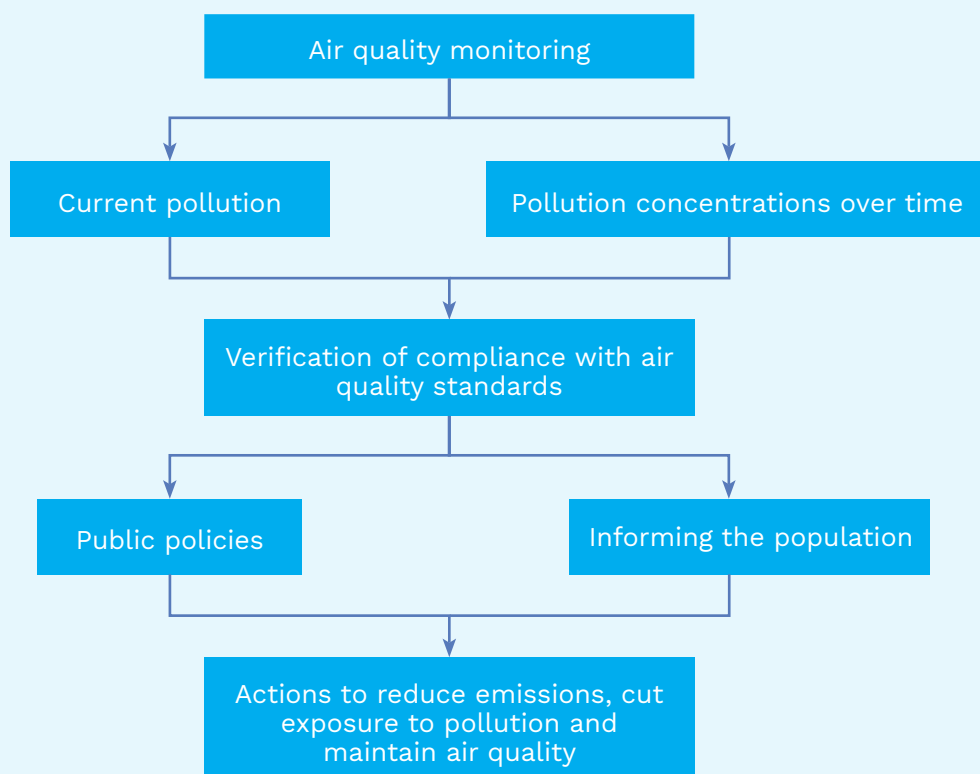 Air quality monitoring
Current pollution
Pollution concentrations over time
Verification of compliance with air
quality standards
Public policies
Informing the population
Actions to reduce emissions, cut
exposure to pollution and
maintain air quality